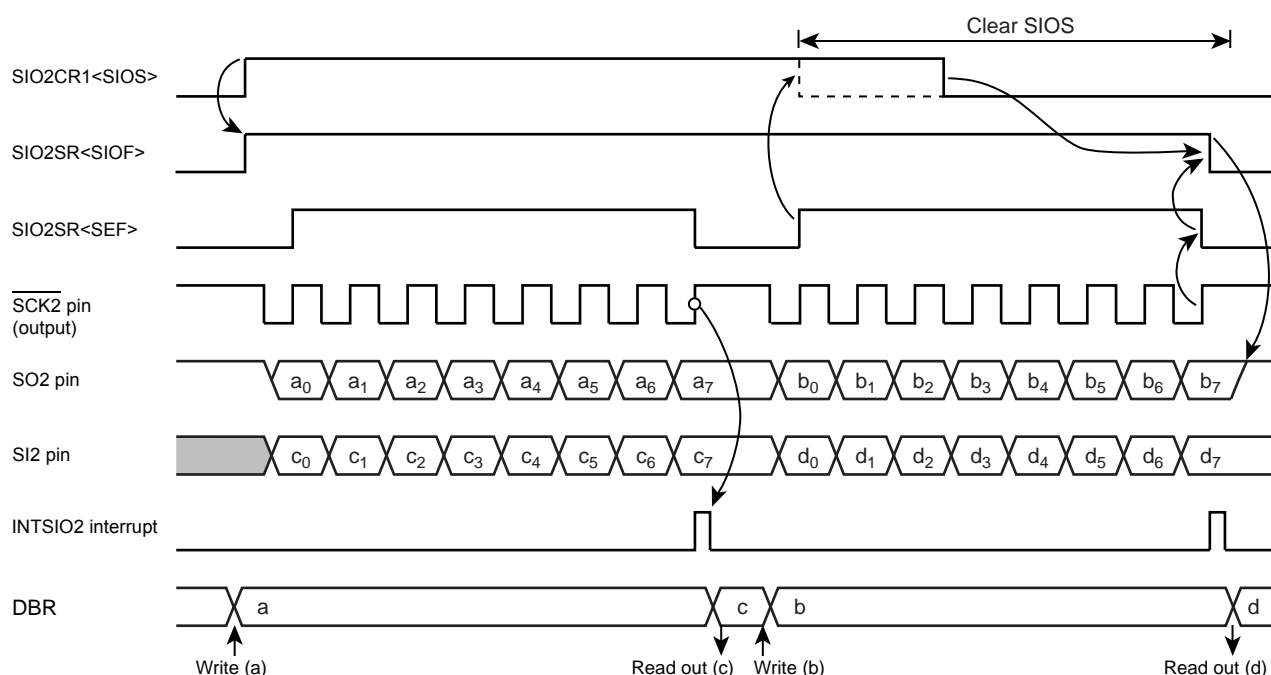 Clear SIOS
SIO2CR1<SIOS>
SIO2SR<SIOF>
SIO2SR<SEF>
SCK2 pin
(output)
SO2 pin a0 a1 a2 a3 a4 a5 a6 a7 b0 b1 b2 b3 b4 b5 b6 b7
SI2 pin c0 c1 c2 c3 c4 c5 c6 c7 d0 d1 d2 d3 d4 d5 d6 d7
INTSIO2 interrupt
DBR a c b d
Write (a) Read out (c) Write (b) Read out (d)